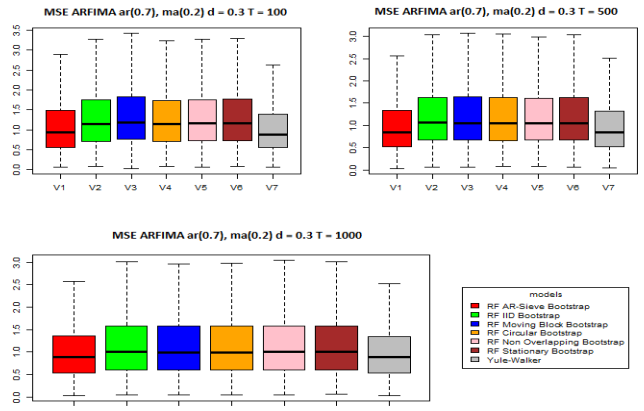 MSE ARFIMA ar(0.7), ma(0.2) d = 0.3 T = 100
3.5
3.0
2.5
2.0
1.5
1.0
0.5
0.0
V1 V2 V3 V4 V5 V6 V7
MSE ARFIMA ar(0.7), ma(0.2) d = 0.3 T = 500
3.0
2.5
2.0
1.5
1.0
0.5
0.0
V1 V2 V3 V4 V5 V6 V7
MSE ARFIMA ar(0.7), ma(0.2) d = 0.3 T = 1000
3.0
2.5
2.0
1.5
1.0
0.5
0.0
models
RF AR-Sieve Bootstrap
RF IID Bootstrap
RF Moving Block Bootstrap
RF Circular Bootstrap
RF Non Overlapping Bootstrap
RF Stationary Bootstrap
Yule-Walker